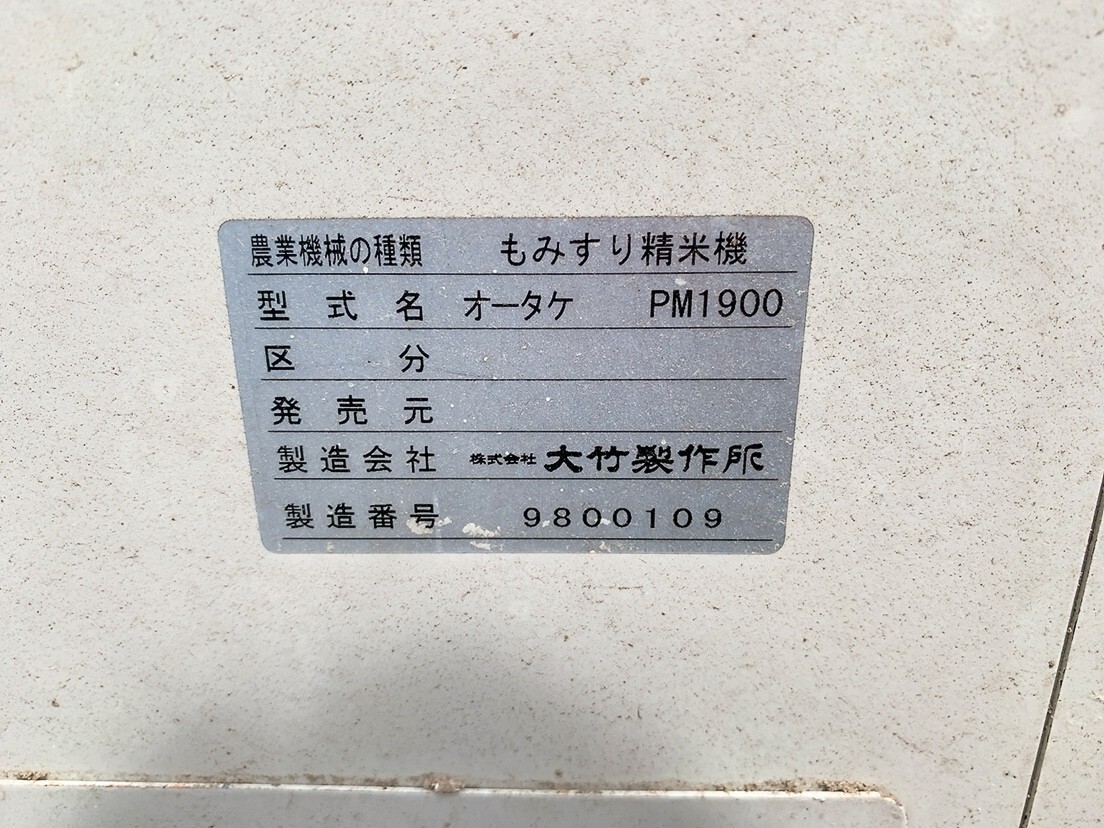 農業機械の種類 もみすり精米機
型式名 オータケ PM1900
区分
発売元
製造会社 株式会社 大竹製作所
製造番号 9800109